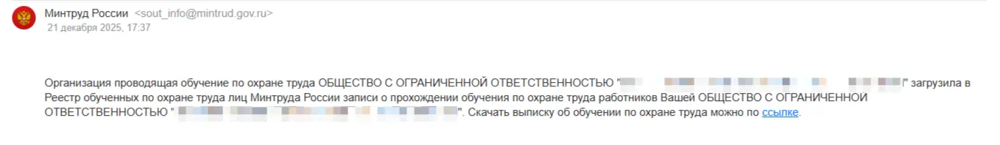 Минтруд России <sout_info@mintrud.gov.ru>
21 декабря 2025, 17:37
Организация проводящая обучение по охране труда ОБЩЕСТВО С ОГРАНИЧЕННОЙ ОТВЕТСТВЕННОСТЬЮ " " загрузила в
Реестр обученных по охране труда лиц Минтруда России записи о прохождении обучения по охране труда работников Вашей ОБЩЕСТВО С ОГРАНИЧЕННОЙ
ОТВЕТСТВЕННОСТЬЮ " ". Скачать выписку об обучении по охране труда можно по ссылке.